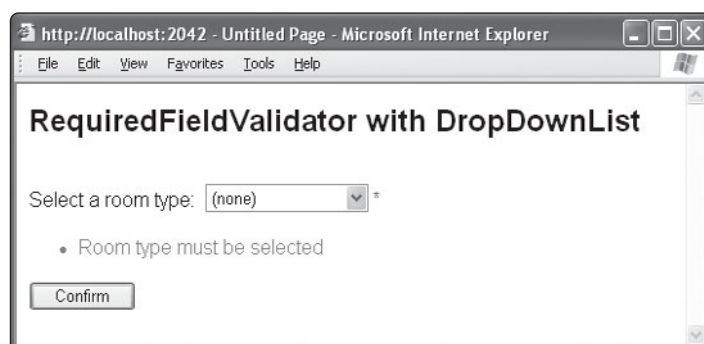 http://localhost:2042 - Untitled Page - Microsoft Internet Explorer
File Edit View Favorites Tools Help
RequiredFieldValidator with DropDownList
Select a room type: (none) *
• Room type must be selected
Confirm